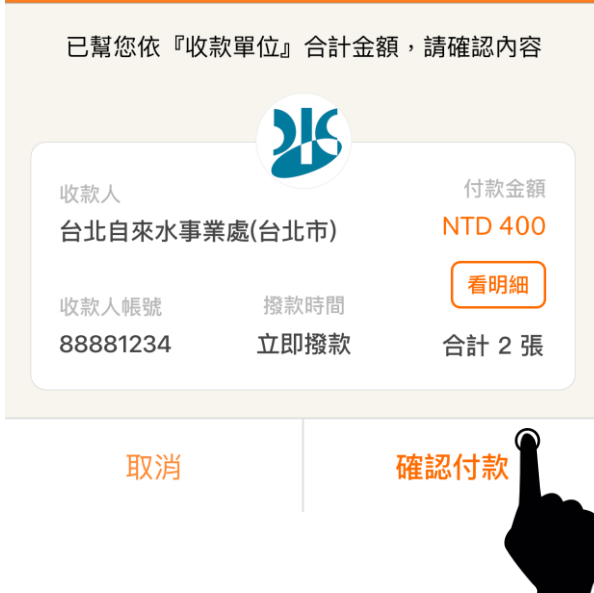 已幫您依『收款單位』合計金額，請確認內容
收款人
付款金額
台北自來水事業處(台北市)
NTD 400
看明細
收款人帳號
撥款時間
88881234
立即撥款
合計 2 張
取消
確認付款